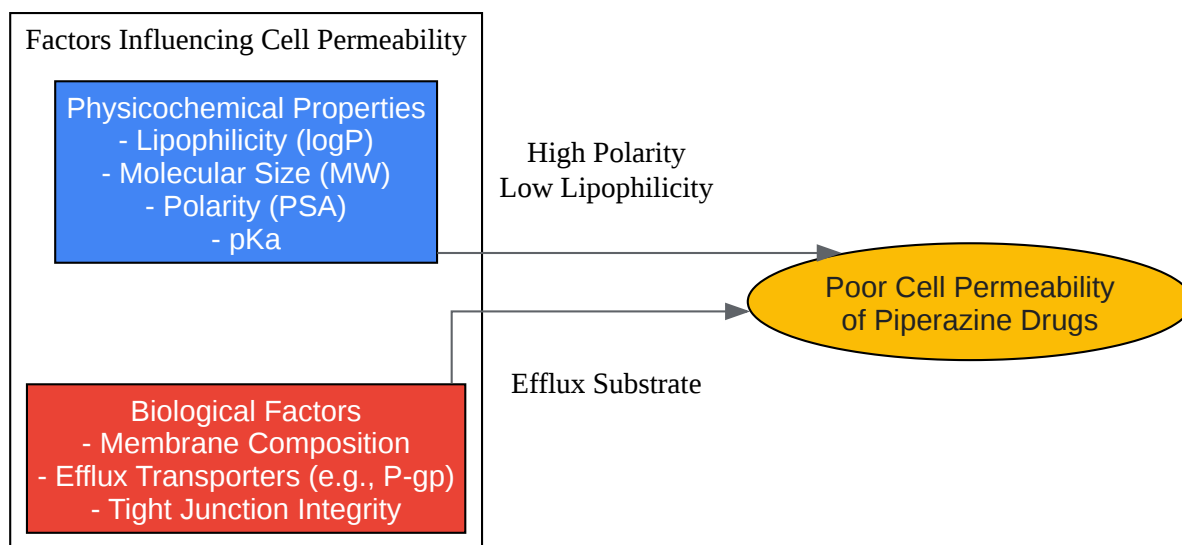 Factors Influencing Cell Permeability
Physicochemical Properties
- Lipophilicity (logP)
- Molecular Size (MW)
- Polarity (PSA)
- pKa
High Polarity
Low Lipophilicity
Poor Cell Permeability
of Piperazine Drugs
Efflux Substrate
Biological Factors
- Membrane Composition
- Efflux Transporters (e.g., P-gp)
- Tight Junction Integrity